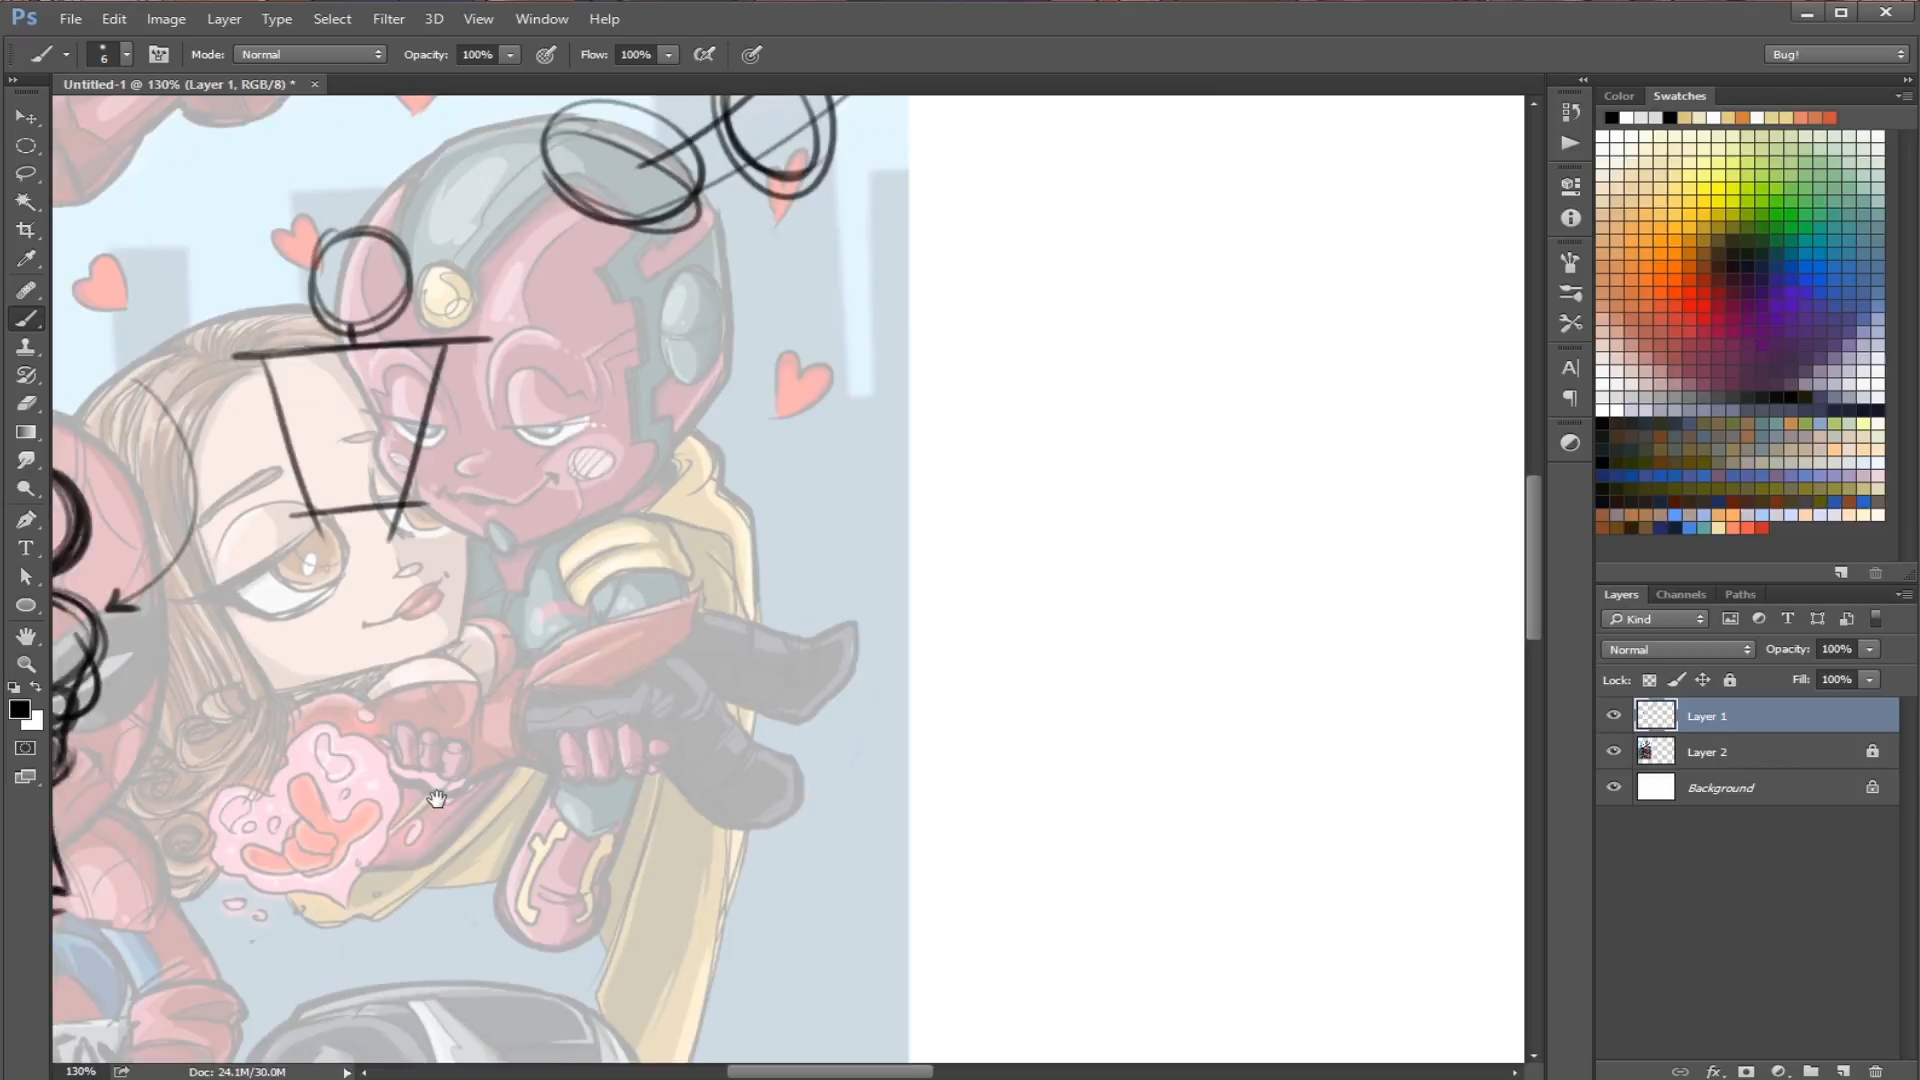 Ps File Edit Image Layer Type Select Filter 3D View Window Help
6 Mode: Normal Opacity: 100% Flow: 100% Bug!
Untitled-1 @ 130% (Layer 1, RGB/8) *
Color Swatches
Layers Channels Paths
Kind
Normal Opacity: 100%
Lock: Fill: 100%
Layer 1
Layer 2
Background
130% Doc: 24.1M/30.0M